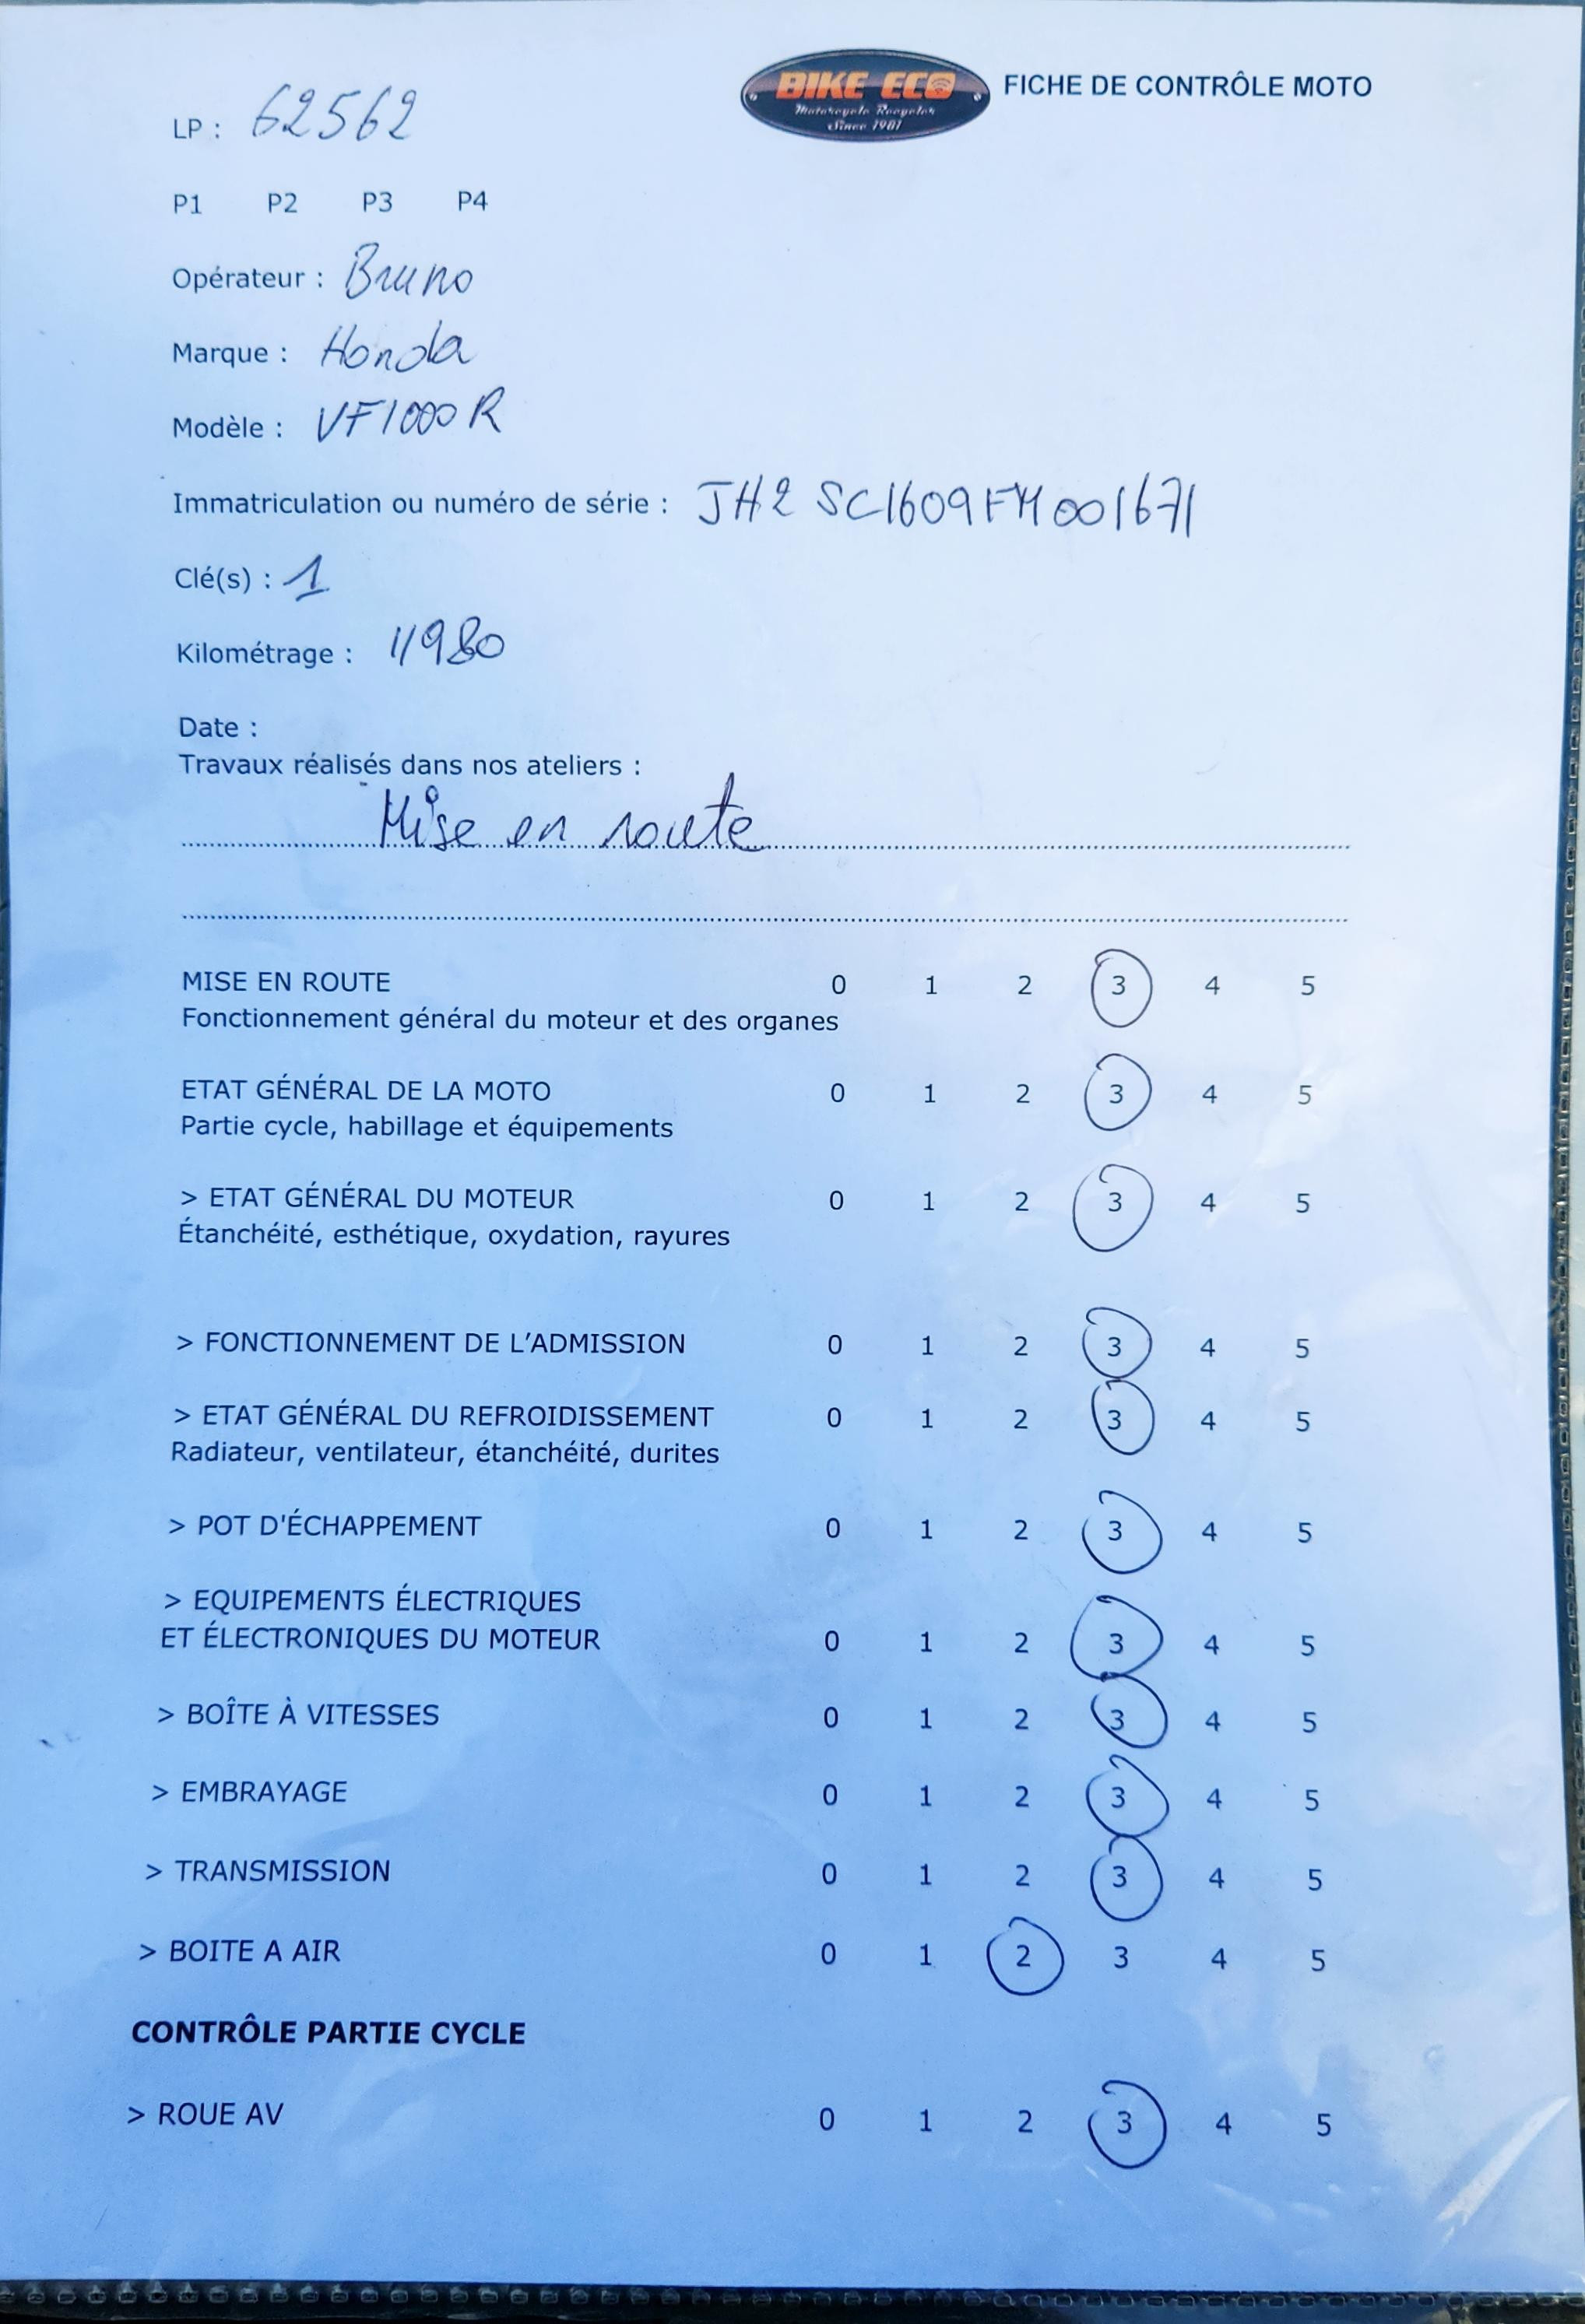 BIKE ECO
Motorcycle Recycler
Since 1981
FICHE DE CONTRÔLE MOTO
LP : 62562
P1 P2 P3 P4
Opérateur : Bruno
Marque : Honda
Modèle : VF1000R
Immatriculation ou numéro de série : JH2SC1609FM001671
Clé(s) : 1
Kilométrage : 11980
Date :
Travaux réalisés dans nos ateliers :
Mise en route
MISE EN ROUTE 0 1 2 3 4 5
Fonctionnement général du moteur et des organes
ETAT GÉNÉRAL DE LA MOTO 0 1 2 3 4 5
Partie cycle, habillage et équipements
> ETAT GÉNÉRAL DU MOTEUR 0 1 2 3 4 5
Étanchéité, esthétique, oxydation, rayures
> FONCTIONNEMENT DE L'ADMISSION 0 1 2 3 4 5
> ETAT GÉNÉRAL DU REFROIDISSEMENT 0 1 2 3 4 5
Radiateur, ventilateur, étanchéité, durites
> POT D'ÉCHAPPEMENT 0 1 2 3 4 5
> EQUIPEMENTS ÉLECTRIQUES
ET ÉLECTRONIQUES DU MOTEUR 0 1 2 3 4 5
> BOÎTE À VITESSES 0 1 2 3 4 5
> EMBRAYAGE 0 1 2 3 4 5
> TRANSMISSION 0 1 2 3 4 5
> BOITE A AIR 0 1 2 3 4 5
CONTRÔLE PARTIE CYCLE
> ROUE AV 0 1 2 3 4 5